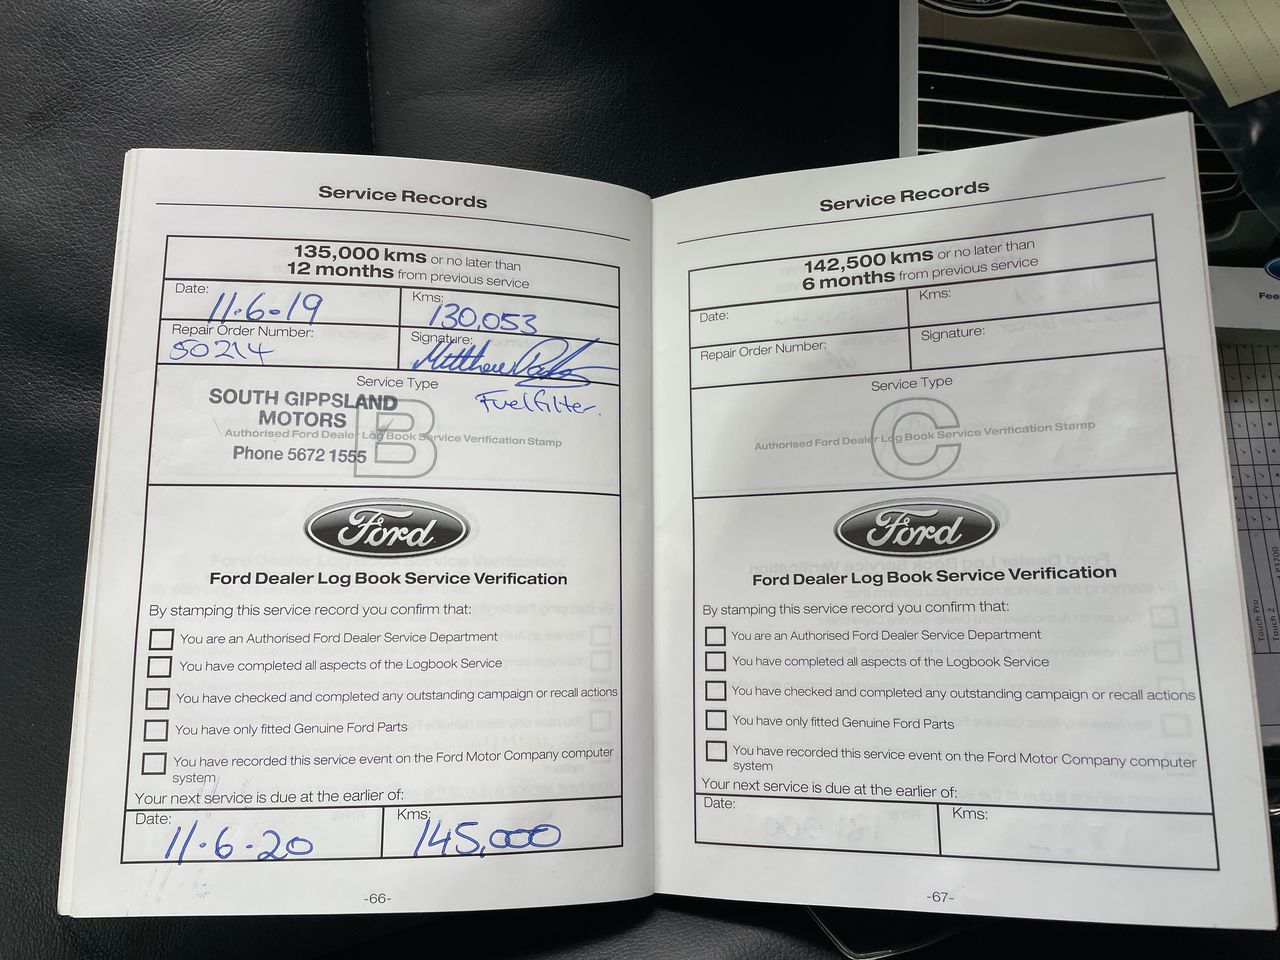 Service Records
135,000 kms or no later than
12 months from previous service
Date:
11.6.19
Kms:
130,053
Repair Order Number:
50214
Signature:
Service Type
Fuel filter.
SOUTH GIPPSLAND
MOTORS
B
Authorised Ford Dealer Log Book Service Verification Stamp
Phone 5672 1555
Ford
Ford Dealer Log Book Service Verification
By stamping this service record you confirm that:
You are an Authorised Ford Dealer Service Department
You have completed all aspects of the Logbook Service
You have checked and completed any outstanding campaign or recall actions
You have only fitted Genuine Ford Parts
You have recorded this service event on the Ford Motor Company computer
system
Your next service is due at the earlier of:
Date:
11.6.20
Kms:
145,000
-66-
Service Records
142,500 kms or no later than
6 months from previous service
Date:
Kms:
Repair Order Number:
Signature:
Service Type
C
Authorised Ford Dealer Log Book Service Verification Stamp
Ford
Ford Dealer Log Book Service Verification
By stamping this service record you confirm that:
You are an Authorised Ford Dealer Service Department
You have completed all aspects of the Logbook Service
You have checked and completed any outstanding campaign or recall actions
You have only fitted Genuine Ford Parts
You have recorded this service event on the Ford Motor Company computer
system
Your next service is due at the earlier of:
Date:
Kms:
-67-
Touch Pro
Touch 2